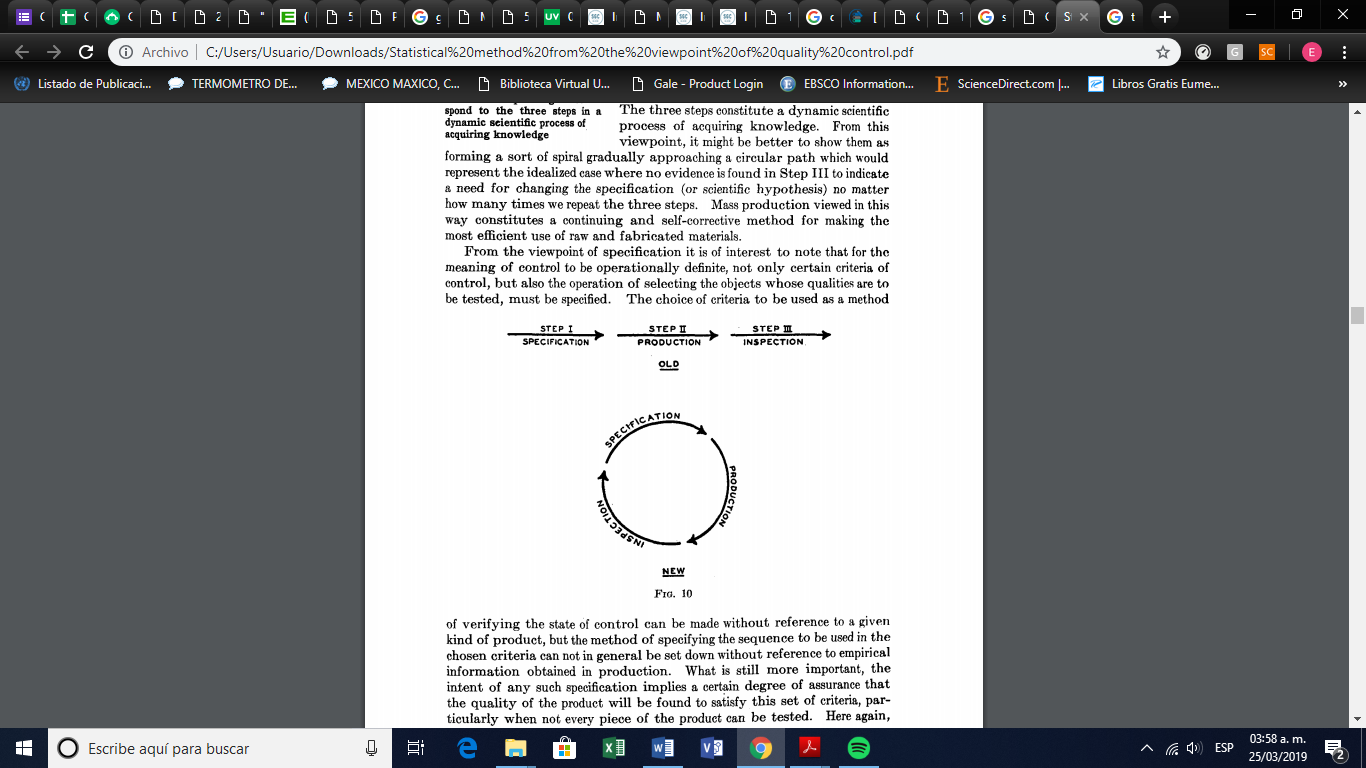 Archivo
C:/Users/Usuario/Downloads/Statistical%20method%20from%20the%20viewpoint%20of%20quality%20control.pdf
Listado de Publicaci...
TERMOMETRO DE...
MEXICO MAXICO, C...
Biblioteca Virtual U...
Gale - Product Login
EBSCO Information...
ScienceDirect.com |...
Libros Gratis Eume...
spond to the three steps in a
dynamic scientific process of
acquiring knowledge
The three steps constitute a dynamic scientific
process of acquiring knowledge. From this
viewpoint, it might be better to show them as
forming a sort of spiral gradually approaching a circular path which would
represent the idealized case where no evidence is found in Step III to indicate
a need for changing the specification (or scientific hypothesis) no matter
how many times we repeat the three steps. Mass production viewed in this
way constitutes a continuing and self-corrective method for making the
most efficient use of raw and fabricated materials.
From the viewpoint of specification it is of interest to note that for the
meaning of control to be operationally definite, not only certain criteria of
control, but also the operation of selecting the objects whose qualities are to
be tested, must be specified. The choice of criteria to be used as a method
STEP I
SPECIFICATION
STEP II
PRODUCTION
STEP III
INSPECTION
OLD
SPECIFICATION
PRODUCTION
INSPECTION
NEW
FIG. 10
of verifying the state of control can be made without reference to a given
kind of product, but the method of specifying the sequence to be used in the
chosen criteria can not in general be set down without reference to empirical
information obtained in production. What is still more important, the
intent of any such specification implies a certain degree of assurance that
the quality of the product will be found to satisfy this set of criteria, par-
ticularly when not every piece of the product can be tested. Here again,
Escribe aquí para buscar
ESP
03:58 a. m.
25/03/2019
2